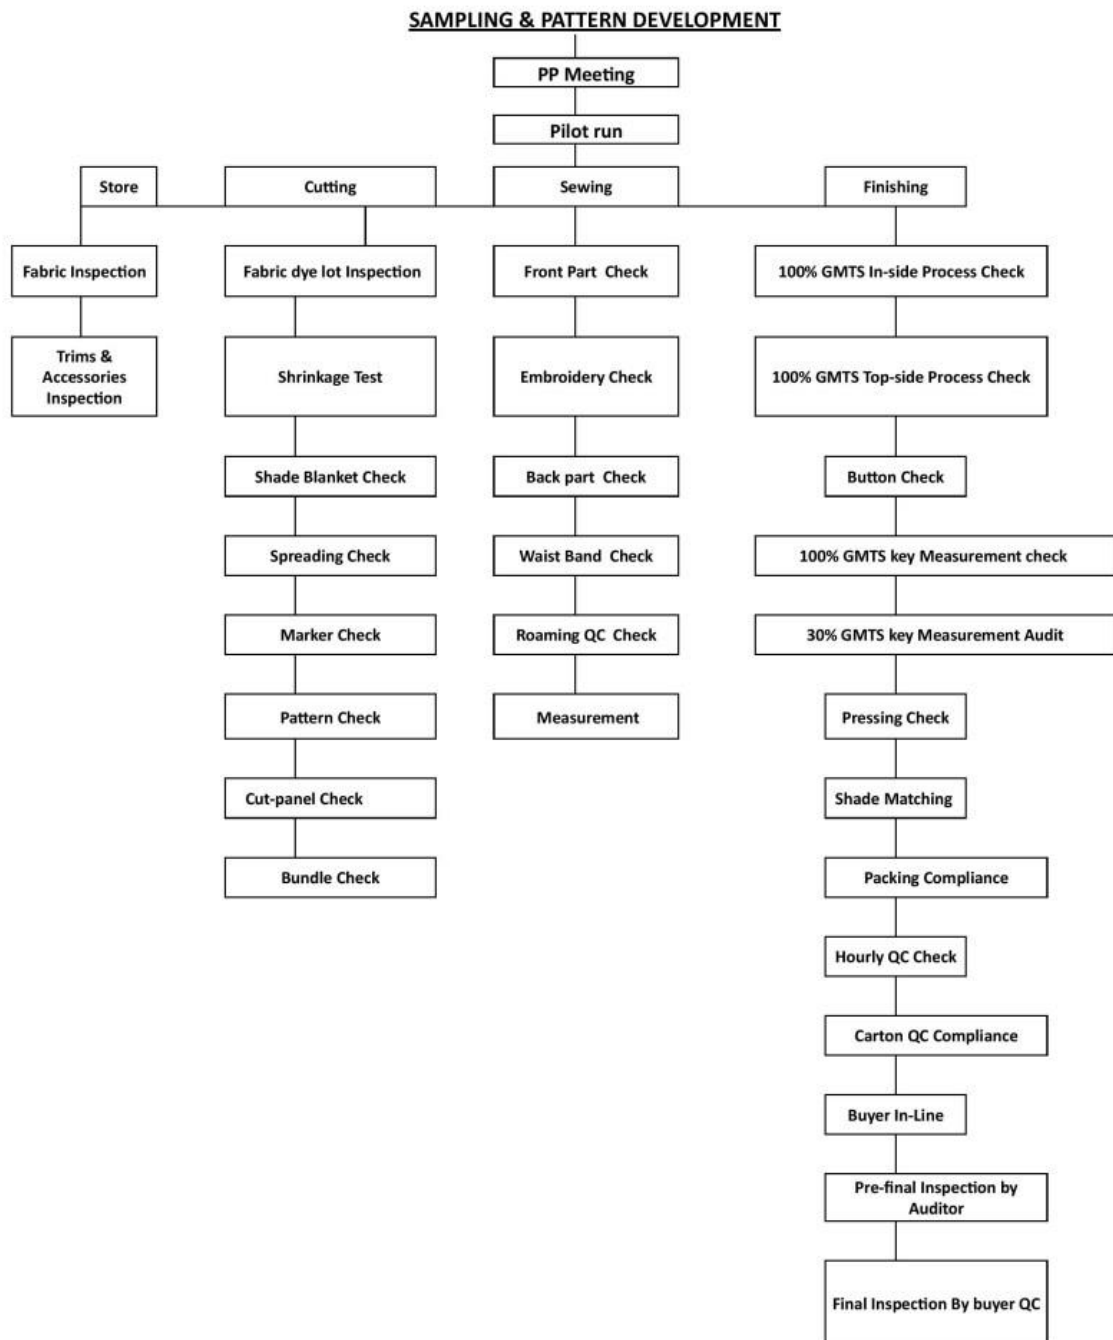 SAMPLING & PATTERN DEVELOPMENT
PP Meeting
Pilot run
Store
Cutting
Sewing
Finishing
Fabric Inspection
Fabric dye lot Inspection
Front Part Check
100% GMTS In-side Process Check
Trims &
Accessories
Inspection
Shrinkage Test
Embroidery Check
100% GMTS Top-side Process Check
Shade Blanket Check
Back part Check
Button Check
Spreading Check
Waist Band Check
100% GMTS key Measurement check
Marker Check
Roaming QC Check
30% GMTS key Measurement Audit
Pattern Check
Measurement
Pressing Check
Cut-panel Check
Shade Matching
Bundle Check
Packing Compliance
Hourly QC Check
Carton QC Compliance
Buyer In-Line
Pre-final Inspection by
Auditor
Final Inspection By buyer QC